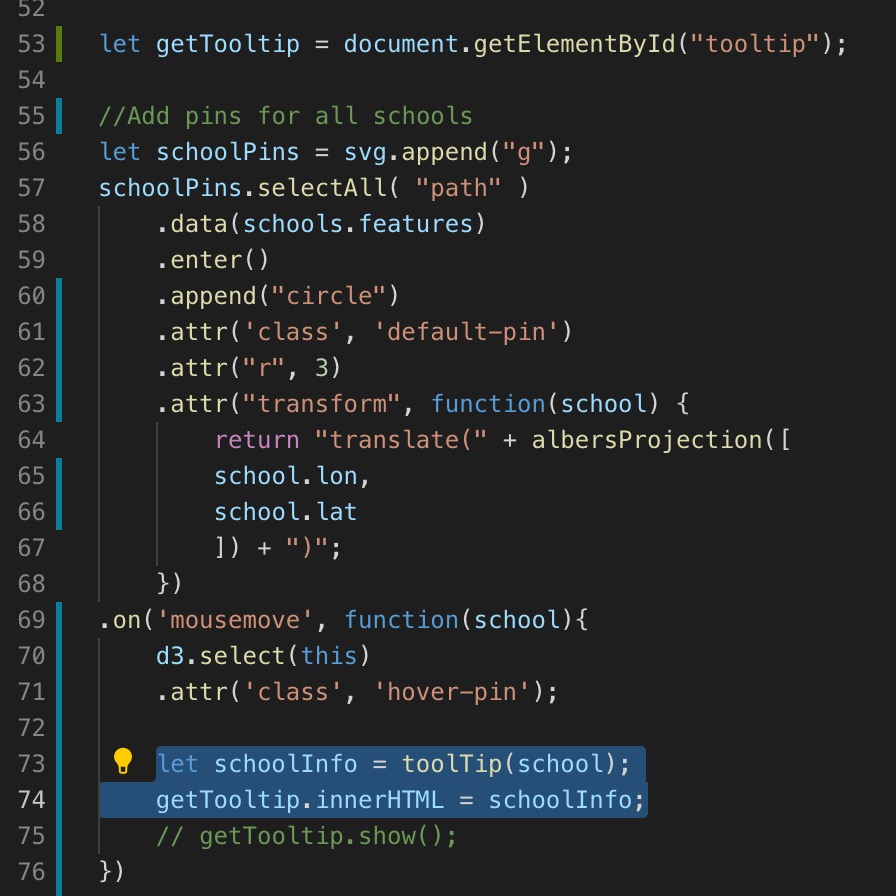 52
53 let getTooltip = document.getElementById("tooltip");
54
55 //Add pins for all schools
56 let schoolPins = svg.append("g");
57 schoolPins.selectAll( "path" )
58 .data(schools.features)
59 .enter()
60 .append("circle")
61 .attr('class', 'default-pin')
62 .attr("r", 3)
63 .attr("transform", function(school) {
64 return "translate(" + albersProjection([
65 school.lon,
66 school.lat
67 ]) + ")";
68 })
69 .on('mousemove', function(school){
70 d3.select(this)
71 .attr('class', 'hover-pin');
72
73 let schoolInfo = toolTip(school);
74 getTooltip.innerHTML = schoolInfo;
75 // getTooltip.show();
76 })